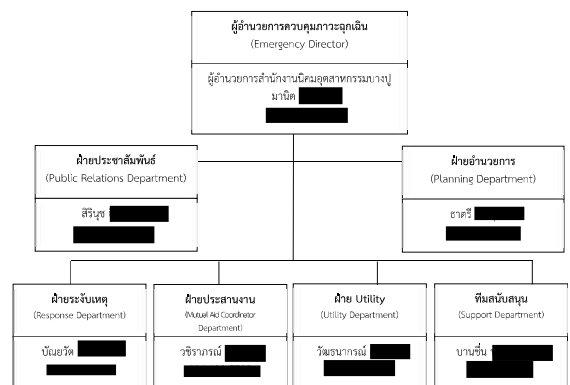 ผู้อำนวยการควบคุมภาวะฉุกเฉิน
(Emergency Director)
ผู้อำนวยการสำนักงานนิคมอุตสาหกรรมบางปู
มานิต
ฝ่ายประชาสัมพันธ์
(Public Relations Department)
สิรินุช
ฝ่ายอำนวยการ
(Planning Department)
ธาตรี
ฝ่ายระงับเหตุ
(Response Department)
บัณยวัต
ฝ่ายประสานงาน
(Mutual Aid Coordinator
Department)
วชิราภรณ์
ฝ่าย Utility
(Utility Department)
วัฒธนากรณ์
ทีมสนับสนุน
(Support Department)
บานชื่น